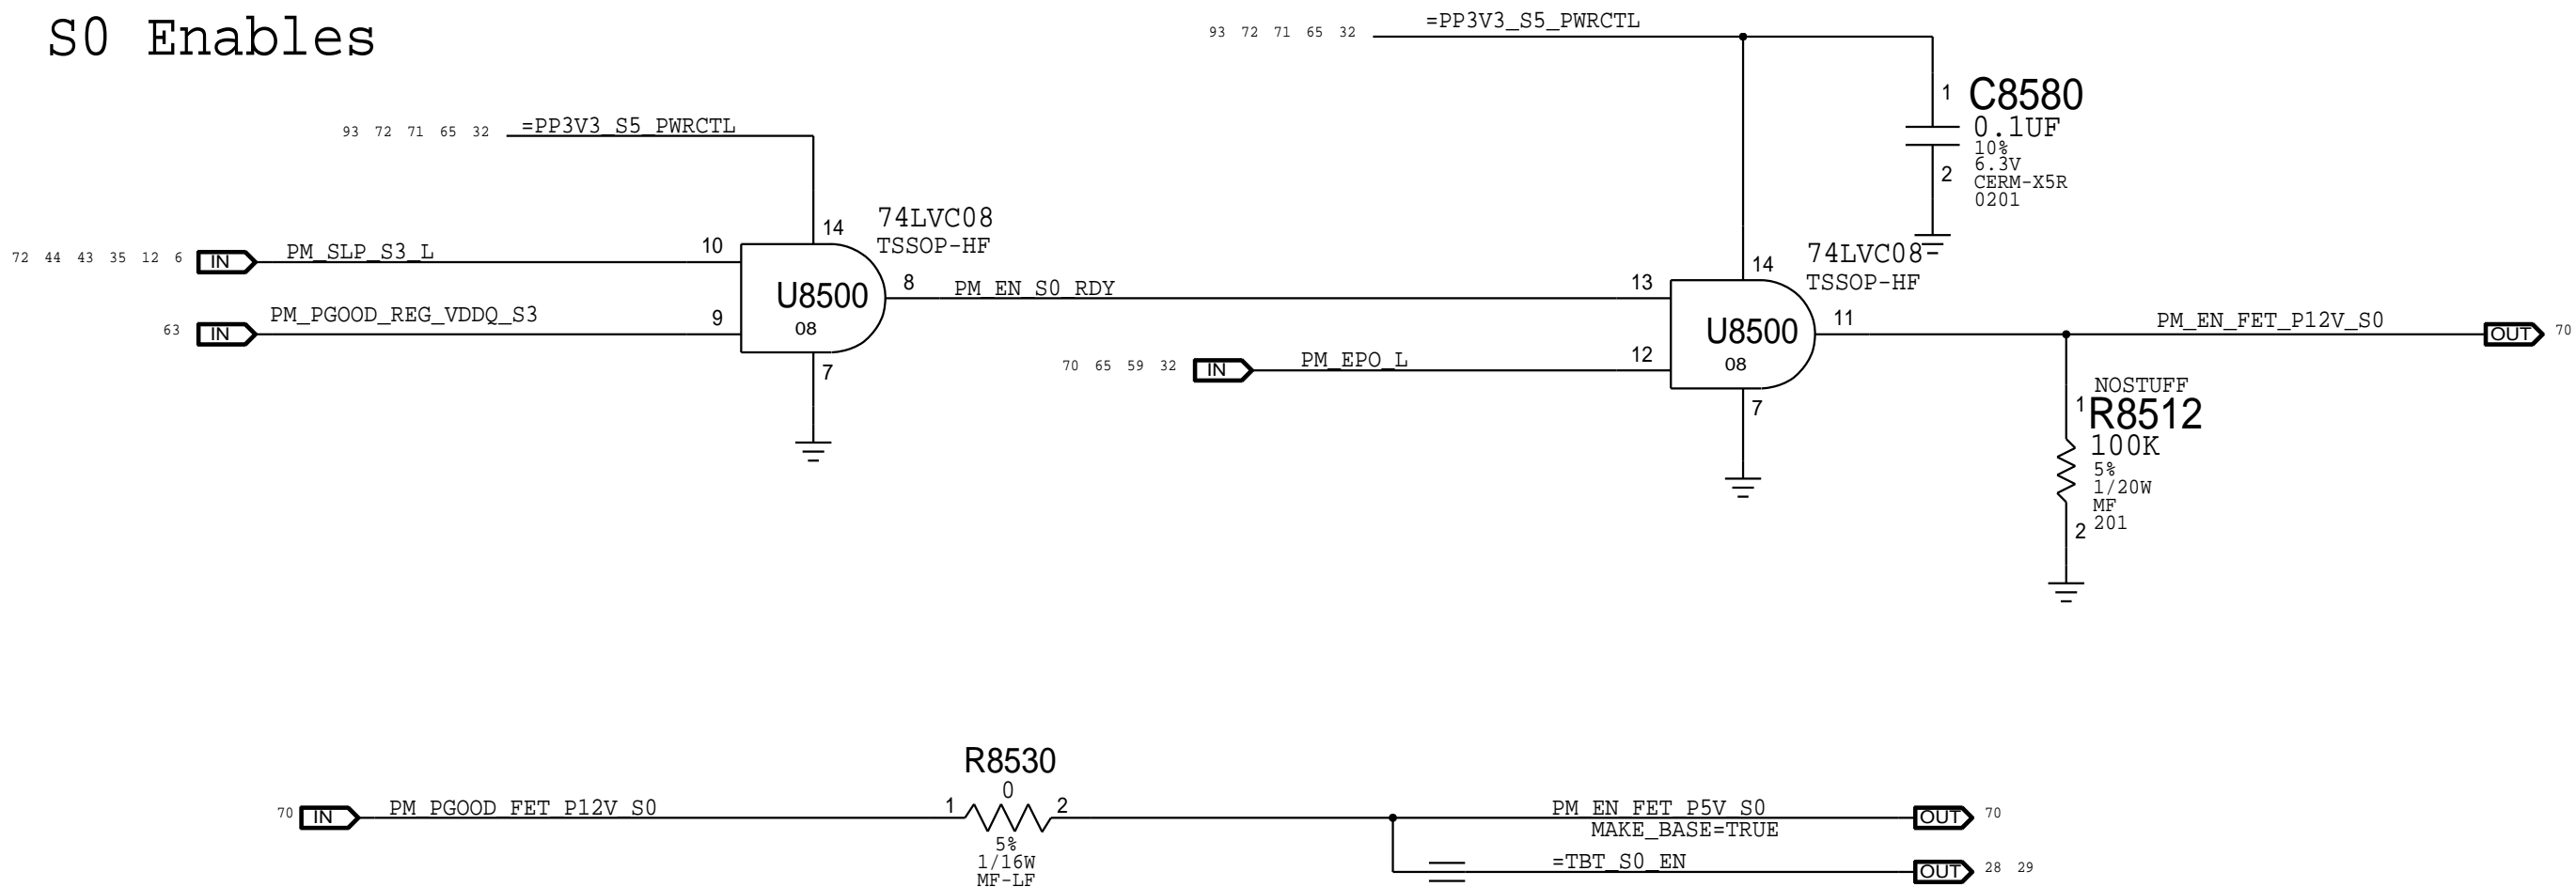 S0 Enables
93 72 71 65 32 =PP3V3_S5_PWRCTL
1 C8580
0.1UF
10%
6.3V
CERM-X5R
0201
2
93 72 71 65 32 =PP3V3_S5_PWRCTL
14
74LVC08
TSSOP-HF
72 44 43 35 12 6 IN PM_SLP_S3_L 10
U8500
08
8 PM_EN_S0_RDY 13
63 IN PM_PGOOD_REG_VDDQ_S3 9
7
14
74LVC08
TSSOP-HF
U8500
08
11 PM_EN_FET_P12V_S0 OUT 70
70 65 59 32 IN PM_EPO_L 12
7
NOSTUFF
1 R8512
100K
5%
1/20W
MF
201
2
R8530
0
70 IN PM_PGOOD_FET_P12V_S0 1 2 PM_EN_FET_P5V_S0 OUT 70
5%
1/16W
MF-LF
MAKE_BASE=TRUE
=TBT_S0_EN OUT 28 29